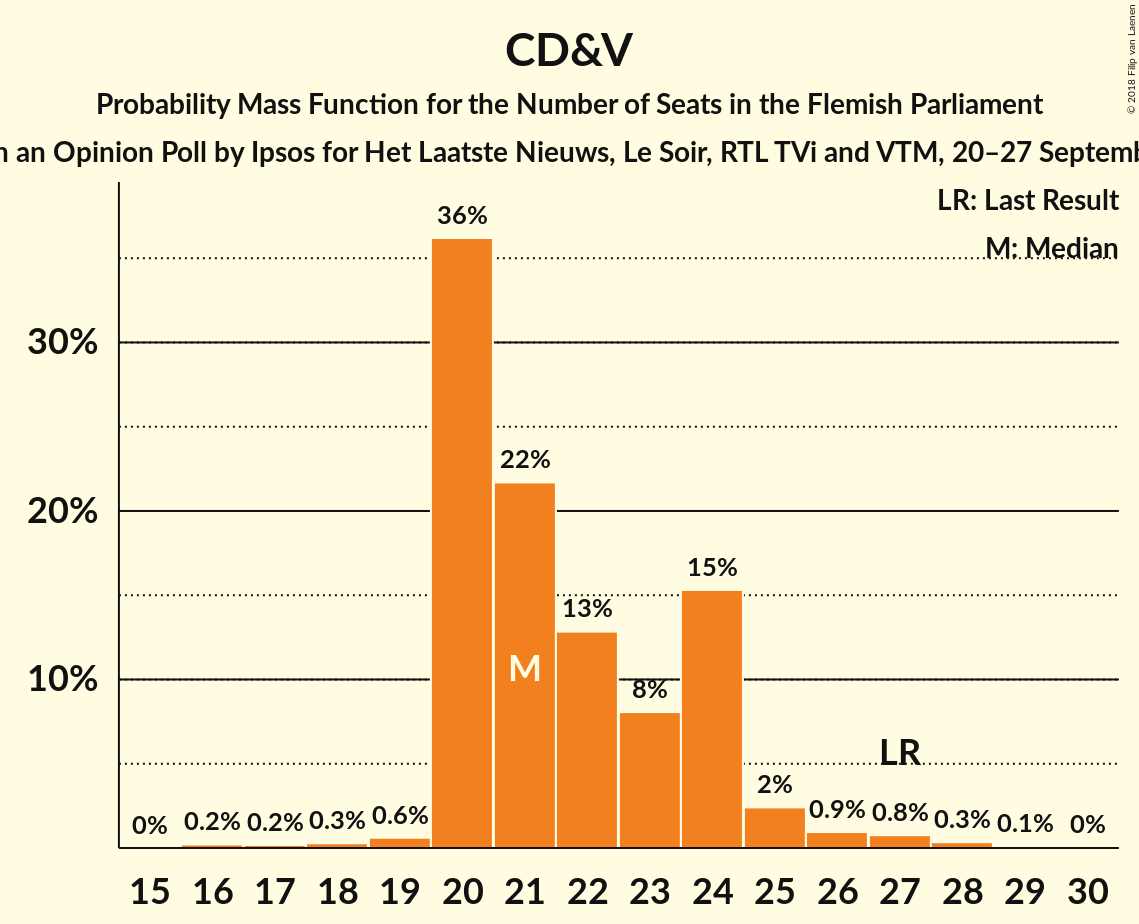 CD&V
Probability Mass Function for the Number of Seats in the Flemish Parliament
an Opinion Poll by Ipsos for Het Laatste Nieuws, Le Soir, RTL TVi and VTM, 20–27
© 2018 Filip van Laenen
LR: Last Result
M: Median
36%
30%
22%
20%
15%
13%
M
10%
8%
LR
2%
0% 0.2% 0.2% 0.3% 0.6% 0.9% 0.8% 0.3% 0.1% 0%
15 16 17 18 19 20 21 22 23 24 25 26 27 28 29 30